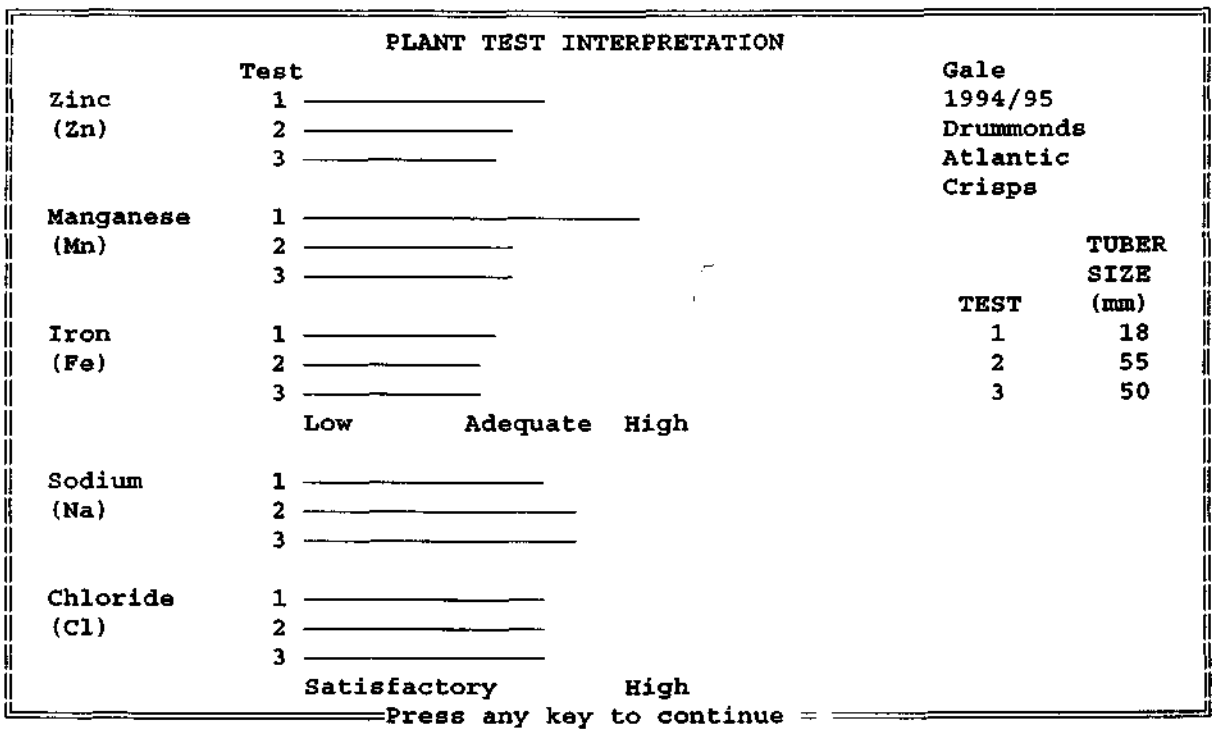 PLANT TEST INTERPRETATION
Test Gale
Zinc 1 1994/95
(Zn) 2 Drummonds
3 Atlantic
Crisps
Manganese 1
(Mn) 2 TUBER
3 SIZE
TEST (mm)
Iron 1 1 18
(Fe) 2 2 55
3 3 50
Low Adequate High
Sodium 1
(Na) 2
3
Chloride 1
(Cl) 2
3
Satisfactory High
Press any key to continue =